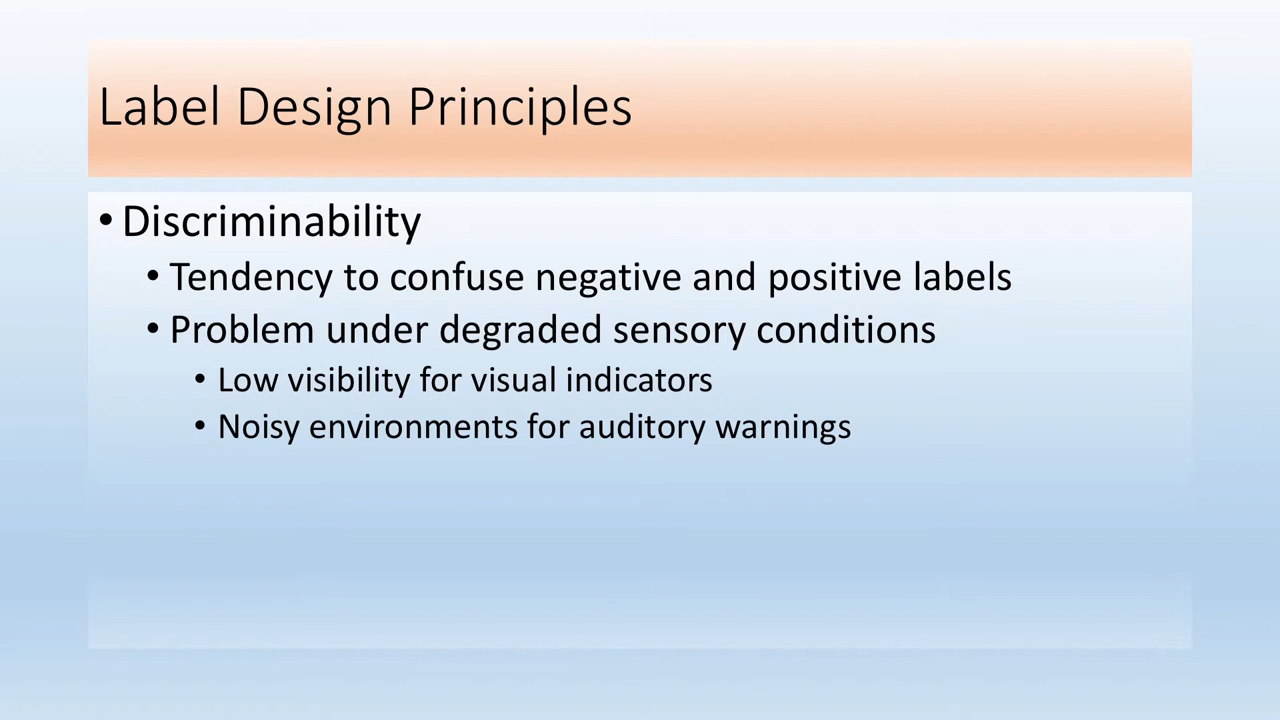 Label Design Principles
• Discriminability
• Tendency to confuse negative and positive labels
• Problem under degraded sensory conditions
• Low visibility for visual indicators
• Noisy environments for auditory warnings